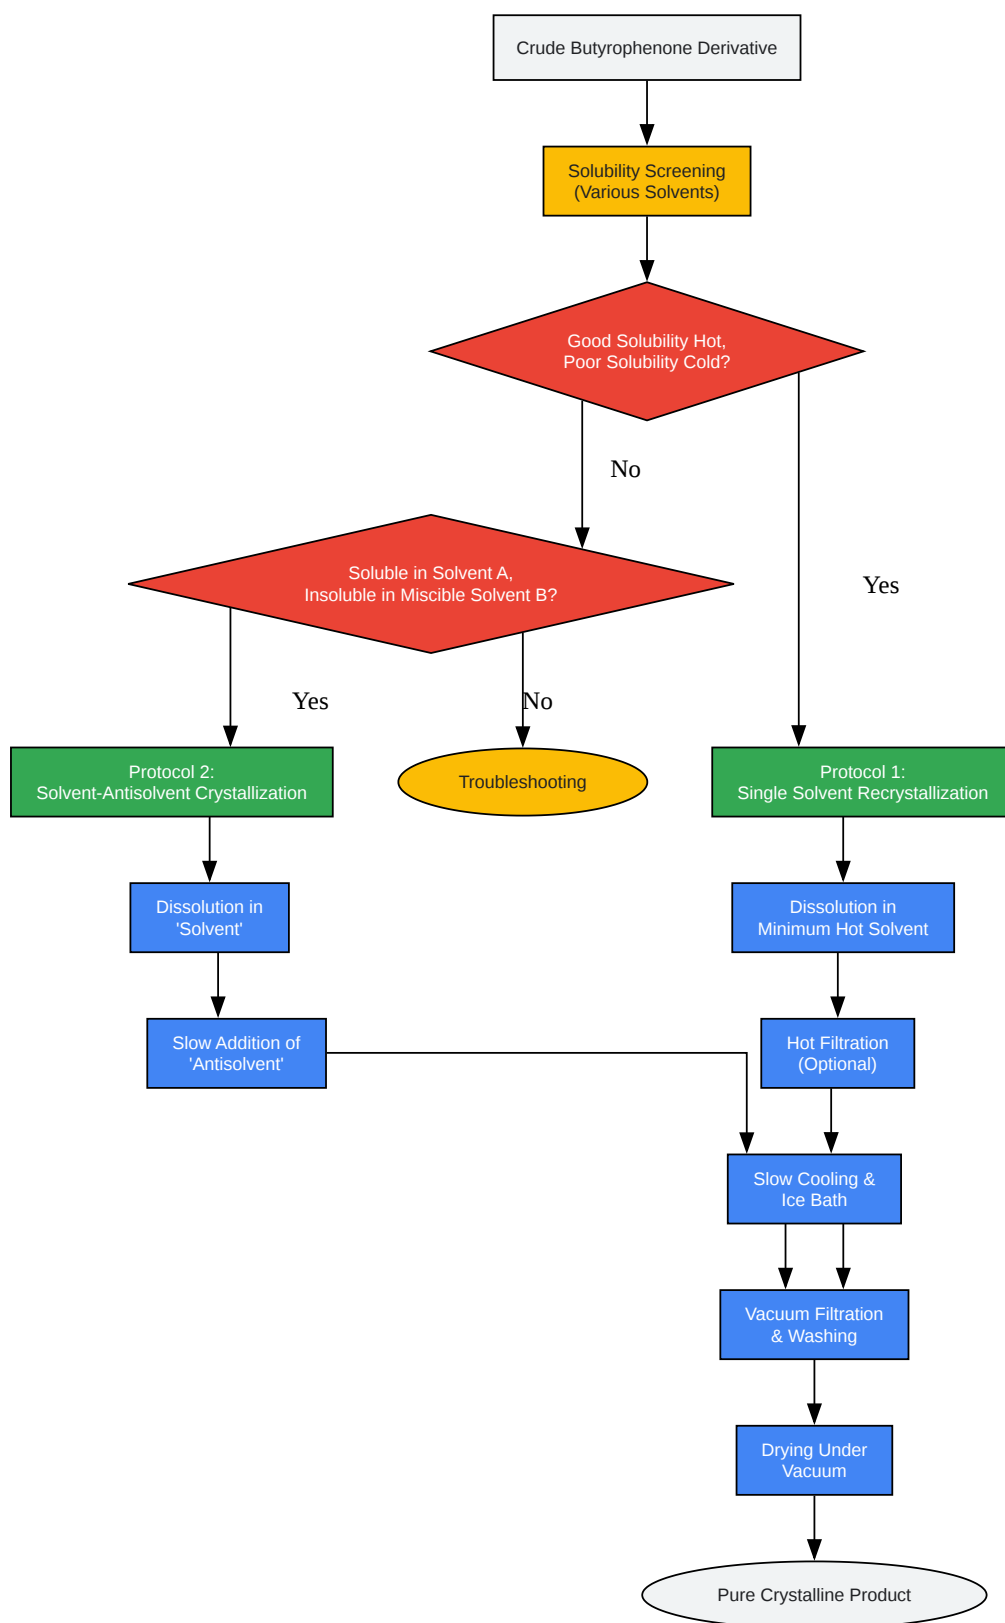 Crude Butyrophenone Derivative
Solubility Screening
(Various Solvents)
Good Solubility Hot,
Poor Solubility Cold?
No
Soluble in Solvent A,
Insoluble in Miscible Solvent B?
Yes
Yes
No
Protocol 2:
Solvent-Antisolvent Crystallization
Troubleshooting
Protocol 1:
Single Solvent Recrystallization
Dissolution in
'Solvent'
Dissolution in
Minimum Hot Solvent
Slow Addition of
'Antisolvent'
Hot Filtration
(Optional)
Slow Cooling &
Ice Bath
Vacuum Filtration
& Washing
Drying Under
Vacuum
Pure Crystalline Product